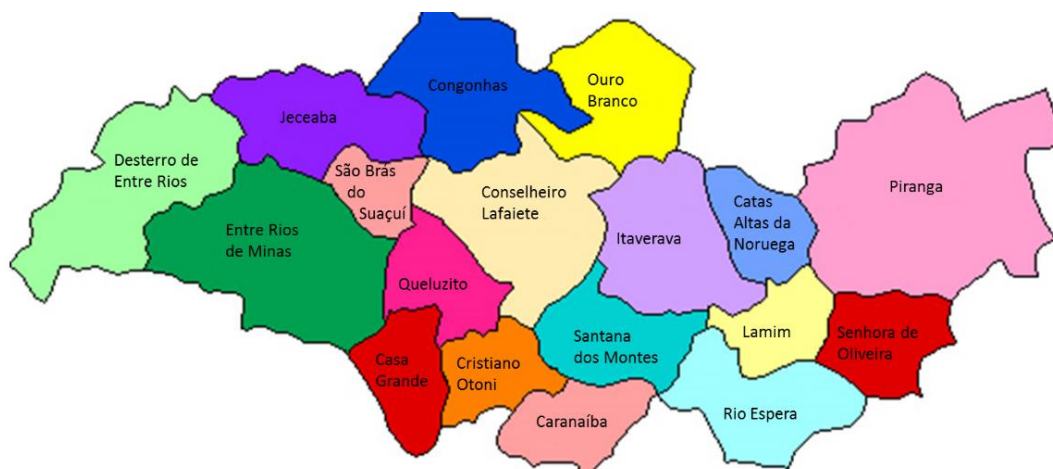 Congonhas
Ouro
Branco
Jeceaba
Desterro de
Entre Rios
São Brás
do
Suaçuí
Conselheiro
Lafaiete
Catas
Altas da
Noruega
Piranga
Entre Rios
de Minas
Itaverava
Queluzito
Santana
dos Montes
Lamim
Senhora de
Oliveira
Casa
Grande
Cristiano
Otoni
Caranaíba
Rio Espera